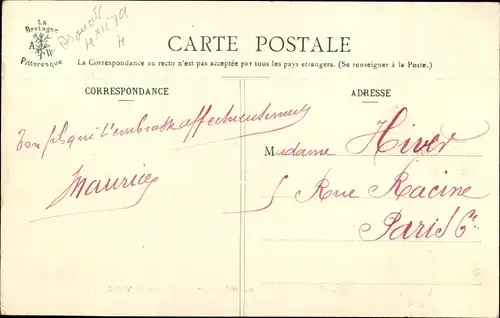 LA
Bretagne
A W
Pittoresque
CARTE POSTALE
La Correspondance au recto n'est pas acceptée par tous les pays etrangers. (Se renseigner à la Poste.)
CORRESPONDANCE
ADRESSE
Ton fils qui t'embrasse affectueusement
Maurice
Madame Hiver
5 Rue Racine
Paris 6e